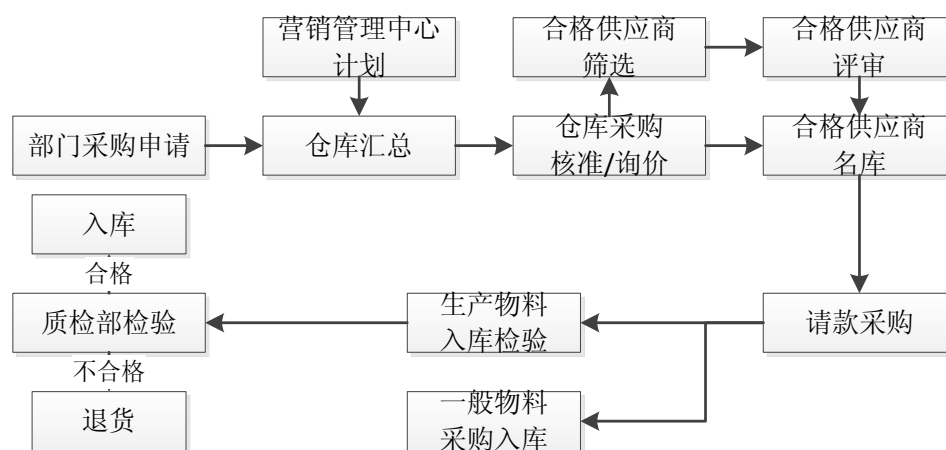 营销管理中心
计划
合格供应商
筛选
合格供应商
评审
部门采购申请
仓库汇总
仓库采购
核准/询价
合格供应商
名库
入库
合格
质检部检验
生产物料
入库检验
请款采购
不合格
退货
一般物料
采购入库